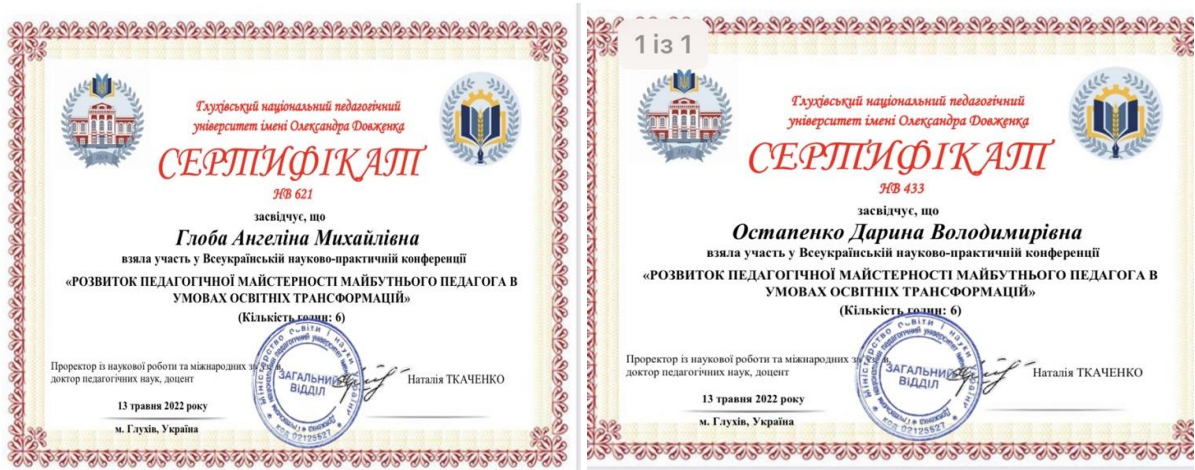 Глухівський національний педагогічний
університет імені Олександра Довженка
СЕРТИФІКАТ
НВ 621
засвідчує, що
Глоба Ангеліна Михайлівна
взяла участь у Всеукраїнській науково-практичній конференції
«РОЗВИТОК ПЕДАГОГІЧНОЇ МАЙСТЕРНОСТІ МАЙБУТНЬОГО ПЕДАГОГА В
УМОВАХ ОСВІТНІХ ТРАНСФОРМАЦІЙ»
(Кількість годин: 6)
Проректор із наукової роботи та міжнародних
доктор педагогічних наук, доцент
Наталія ТКАЧЕНКО
ЗАГАЛЬНИЙ
ВІДДІЛ
код 02125527
13 травня 2022 року
м. Глухів, Україна
1 із 1
Глухівський національний педагогічний
університет імені Олександра Довженка
СЕРТИФІКАТ
НВ 433
засвідчує, що
Остапенко Дарина Володимирівна
взяла участь у Всеукраїнській науково-практичній конференції
«РОЗВИТОК ПЕДАГОГІЧНОЇ МАЙСТЕРНОСТІ МАЙБУТНЬОГО ПЕДАГОГА В
УМОВАХ ОСВІТНІХ ТРАНСФОРМАЦІЙ»
(Кількість годин: 6)
Проректор із наукової роботи та міжнародних
доктор педагогічних наук, доцент
Наталія ТКАЧЕНКО
ЗАГАЛЬНИЙ
ВІДДІЛ
код 02125527
13 травня 2022 року
м. Глухів, Україна